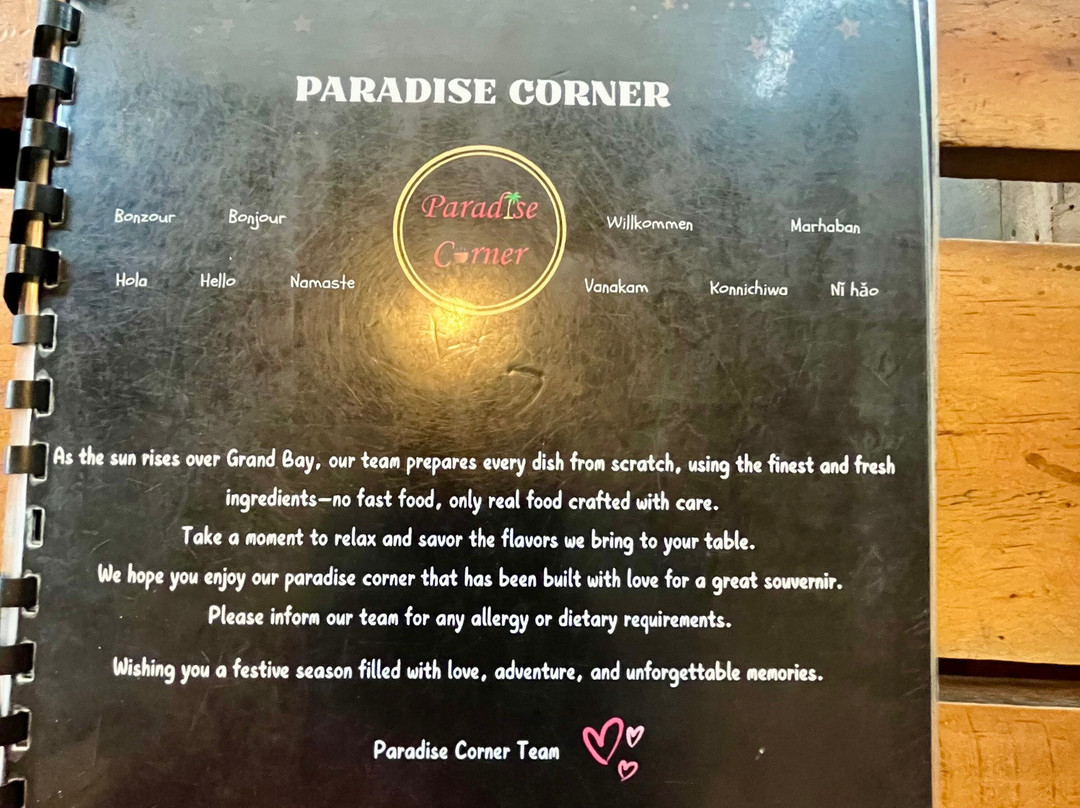 PARADISE CORNER
Paradise
Corner
Bonzour Bonjour Willkommen Marhaban
Hola Hello Namaste Vanakam Konnichiwa Nǐ hǎo
As the sun rises over Grand Bay, our team prepares every dish from scratch, using the finest and fresh
ingredients—no fast food, only real food crafted with care.
Take a moment to relax and savor the flavors we bring to your table.
We hope you enjoy our paradise corner that has been built with love for a great souvernir.
Please inform our team for any allergy or dietary requirements.
Wishing you a festive season filled with love, adventure, and unforgettable memories.
Paradise Corner Team